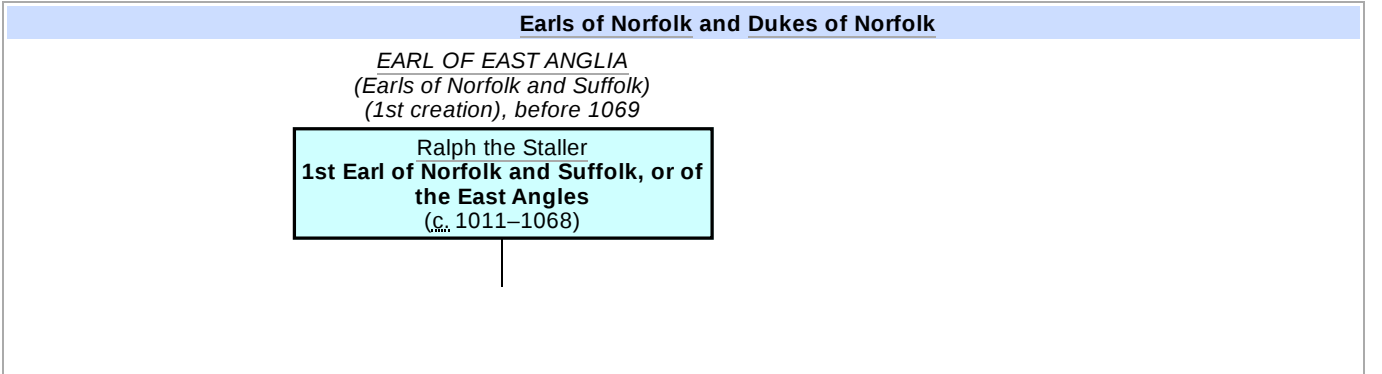 Earls of Norfolk and Dukes of Norfolk
EARL OF EAST ANGLIA
(Earls of Norfolk and Suffolk)
(1st creation), before 1069
Ralph the Staller
1st Earl of Norfolk and Suffolk, or of
the East Angles
(c. 1011–1068)